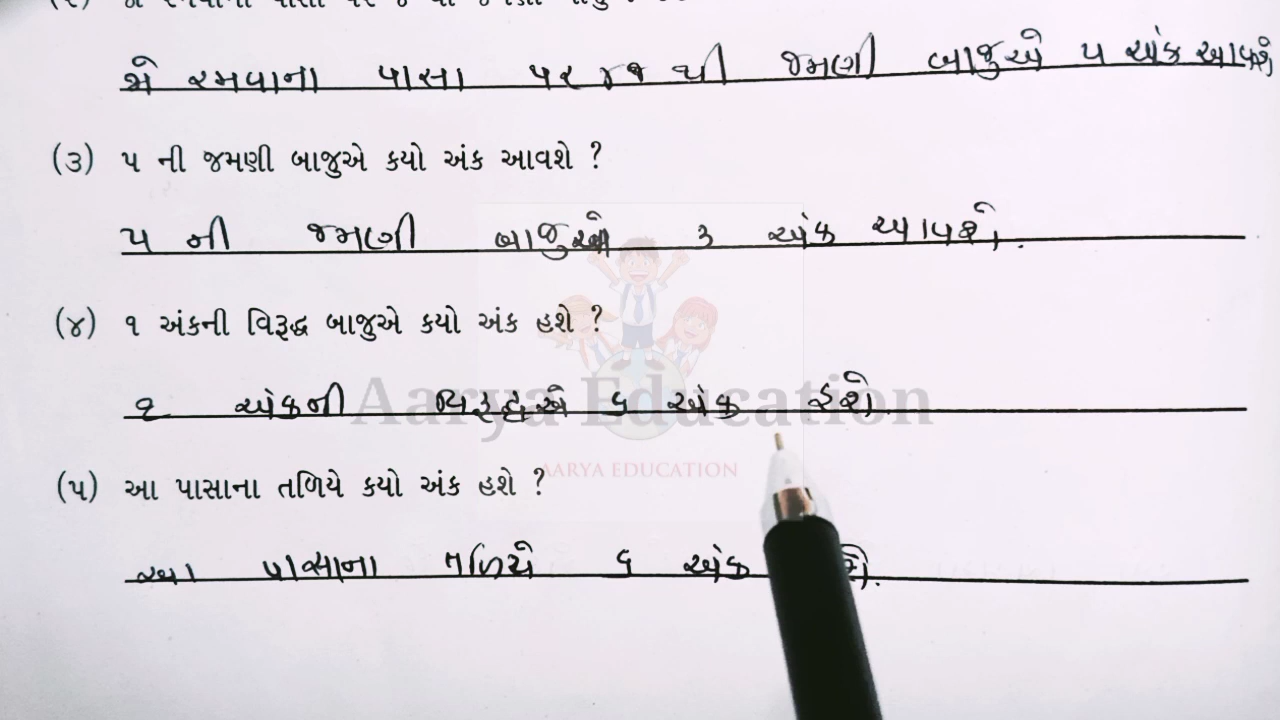 જો રમવાના પાસા પર ૪ થી જમણી બાજુએ ૫ અંક આવશે
(૩) ૫ ની જમણી બાજુએ કયો અંક આવશે ?
૫ ની જમણી બાજુએ ૩ અંક આવશે.
(૪) ૧ અંકની વિરૂદ્ધ બાજુએ કયો અંક હશે ?
૧ અંકની વિરૂદ્ધએ ૬ અંક હશે.
Aarya Education
AARYA EDUCATION
(૫) આ પાસાના તળિયે કયો અંક હશે ?
આ પાસાના તળિયે ૬ અંક